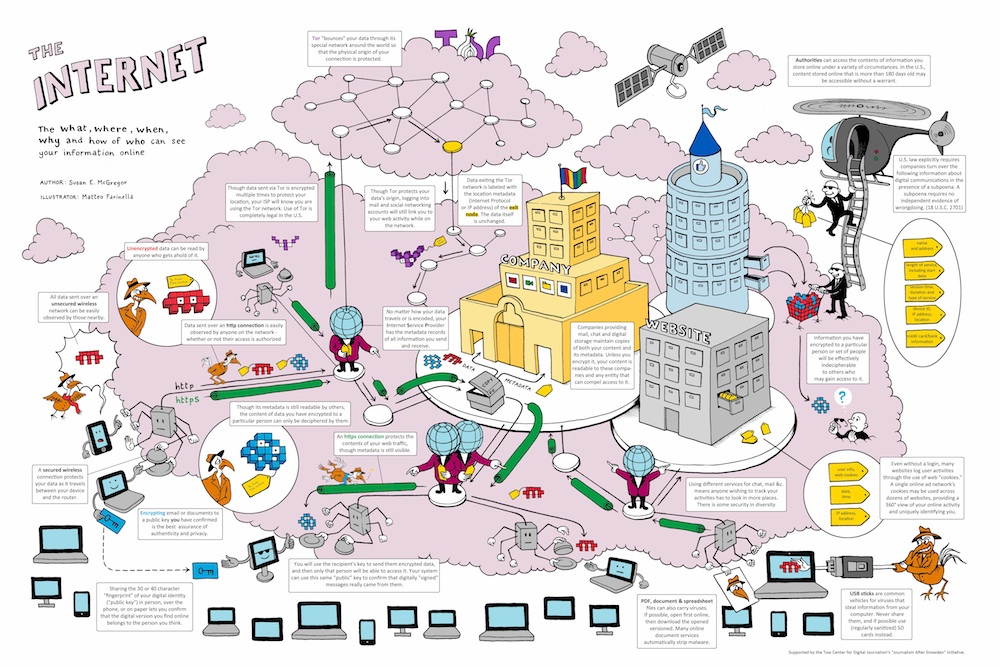 THE
INTERNET
The what, where, when,
why and how of who can see
your information online
AUTHOR: Susan E. McGregor
ILLUSTRATOR: Matteo Farinella
Tor "bounces" your data through its
special network around the world so
that the physical origin of your
connection is protected.
Authorities can access the contents of information you
store online under a variety of circumstances. In the U.S.,
content stored online that is more than 180 days old may
be accessible without a warrant.
U.S. law explicitly requires
companies turn over the
following information about
digital communications in the
presence of a subpoena. A
subpoena requires no
independent evidence of
wrongdoing. (18 U.S.C. 2701)
name
and address
length of service
including start
date
session time,
duration and
type of service
device ID,
IP address,
location
credit card/bank
information
Though data sent via Tor is encrypted
multiple times to protect your
location, your ISP will know you are
using the Tor network. Use of Tor is
completely legal in the U.S.
Though Tor protects your
data's origin, logging into
mail and social networking
accounts will still link you to
your web activity while on
the network.
Data exiting the Tor
network is labeled with
the location metadata
(Internet Protocol
or IP address) of the exit
node. The data itself
is unchanged.
Unencrypted data can be read by
anyone who gets ahold of it.
All data sent over an
unsecured wireless
network can be easily
observed by those nearby.
Data sent over an http connection is easily
observed by anyone on the network -
whether or not their access is authorized
No matter how your data
travels or is encoded, your
Internet Service Provider
has the metadata records
of all information you send
and receive.
COMPANY
Companies providing
mail, chat and digital
storage maintain copies
of both your content and
its metadata. Unless you
encrypt it, your content is
readable to these compa-
nies and any entity that
can compel access to it.
WEBSITE
Information you have
encrypted to a particular
person or set of people
will be effectively
indecipherable
to others who
may gain access to it.
?
http
https
DATA
COPY
METADATA
Though its metadata is still readable by others,
the content of data you have encrypted to a
particular person can only be deciphered by them
An https connection protects the
contents of your web traffic,
though metadata is still visible.
A secured wireless
connection protects
your data as it travels
between your device
and the router.
Encrypting email or documents to
a public key you have confirmed
is the best assurance of
authenticity and privacy.
Using different services for chat, mail &c.
means anyone wishing to track your
activities has to look in more places.
There is some security in diversity
user info,
web cookies
date,
time
IP address,
location
Even without a login, many
websites log user activities
through the use of web "cookies."
A single online ad network's
cookies may be used across
dozens of websites, providing a
360° view of your online activity
and uniquely identifying you.
Sharing the 30 or 40 character
"fingerprint" of your digital identity
("public key") in person, over the
phone, or on paper lets you confirm
that the digital version you find online
belongs to the person you think.
You will use the recipient's key to send them encrypted data,
and then only that person will be able to access it. Your system
can use this same "public" key to confirm that digitally "signed"
messages really came from them.
PDF, document & spreadsheet
files can also carry viruses.
If possible, open first online,
then download the opened
versioned. Many online
document services
automatically strip malware.
USB sticks are common
vehicles for viruses that
steal information from your
computer. Never share
them, and if possible use
(regularly sanitized) SD
cards instead.
Supported by the Tow Center for Digital Journalism's "Journalism After Snowden" Initiative.